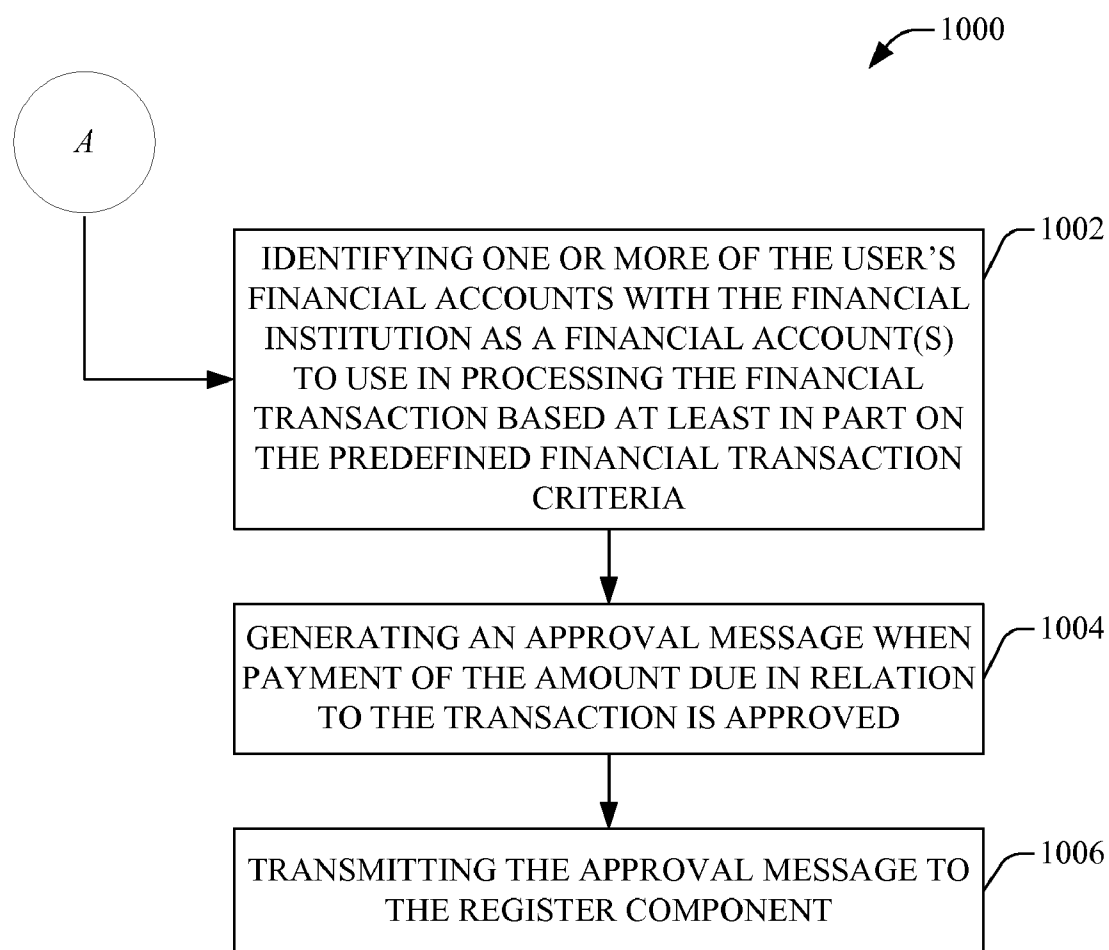 1000
A
1002
IDENTIFYING ONE OR MORE OF THE USER'S
FINANCIAL ACCOUNTS WITH THE FINANCIAL
INSTITUTION AS A FINANCIAL ACCOUNT(S)
TO USE IN PROCESSING THE FINANCIAL
TRANSACTION BASED AT LEAST IN PART ON
THE PREDEFINED FINANCIAL TRANSACTION
CRITERIA
1004
GENERATING AN APPROVAL MESSAGE WHEN
PAYMENT OF THE AMOUNT DUE IN RELATION
TO THE TRANSACTION IS APPROVED
1006
TRANSMITTING THE APPROVAL MESSAGE TO
THE REGISTER COMPONENT